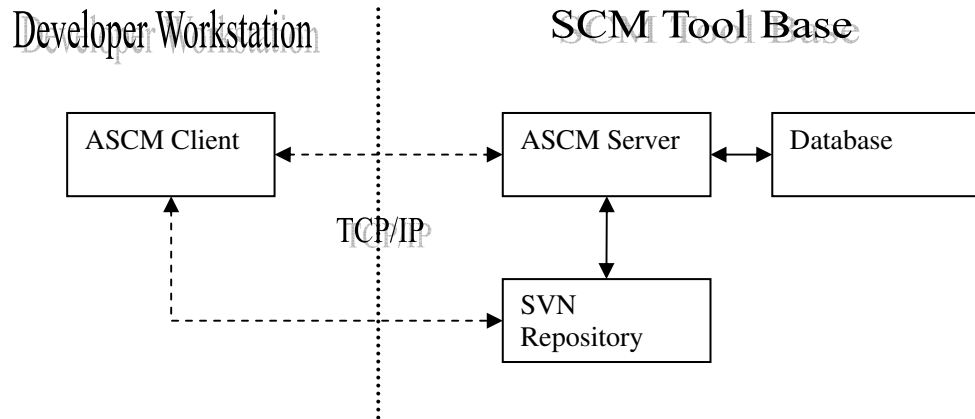 Developer Workstation
SCM Tool Base
ASCM Client
ASCM Server
Database
TCP/IP
SVN
Repository